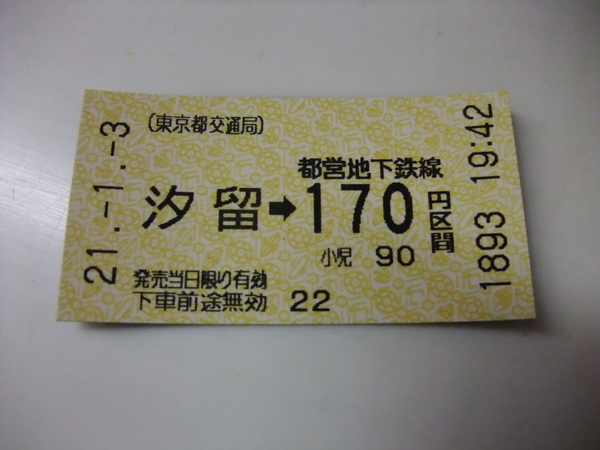 21.-1.-3
(東京都交通局)
都営地下鉄線
汐留➡170円区間
小児 90
発売当日限り有効
下車前途無効 22
1893 19:42